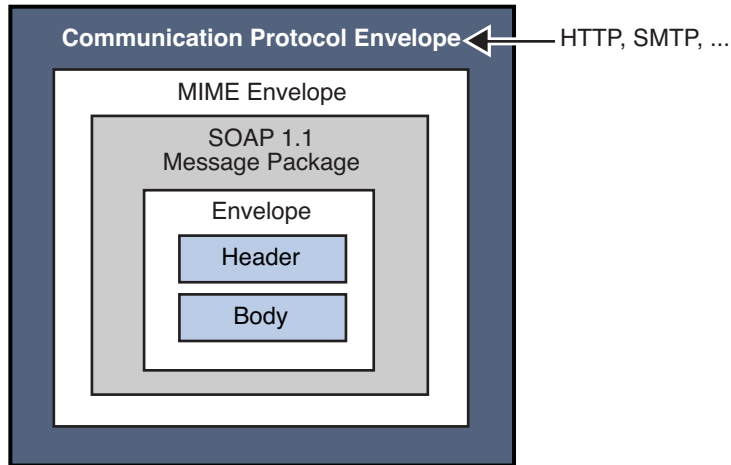 Communication Protocol Envelope
HTTP, SMTP, ...
MIME Envelope
SOAP 1.1
Message Package
Envelope
Header
Body